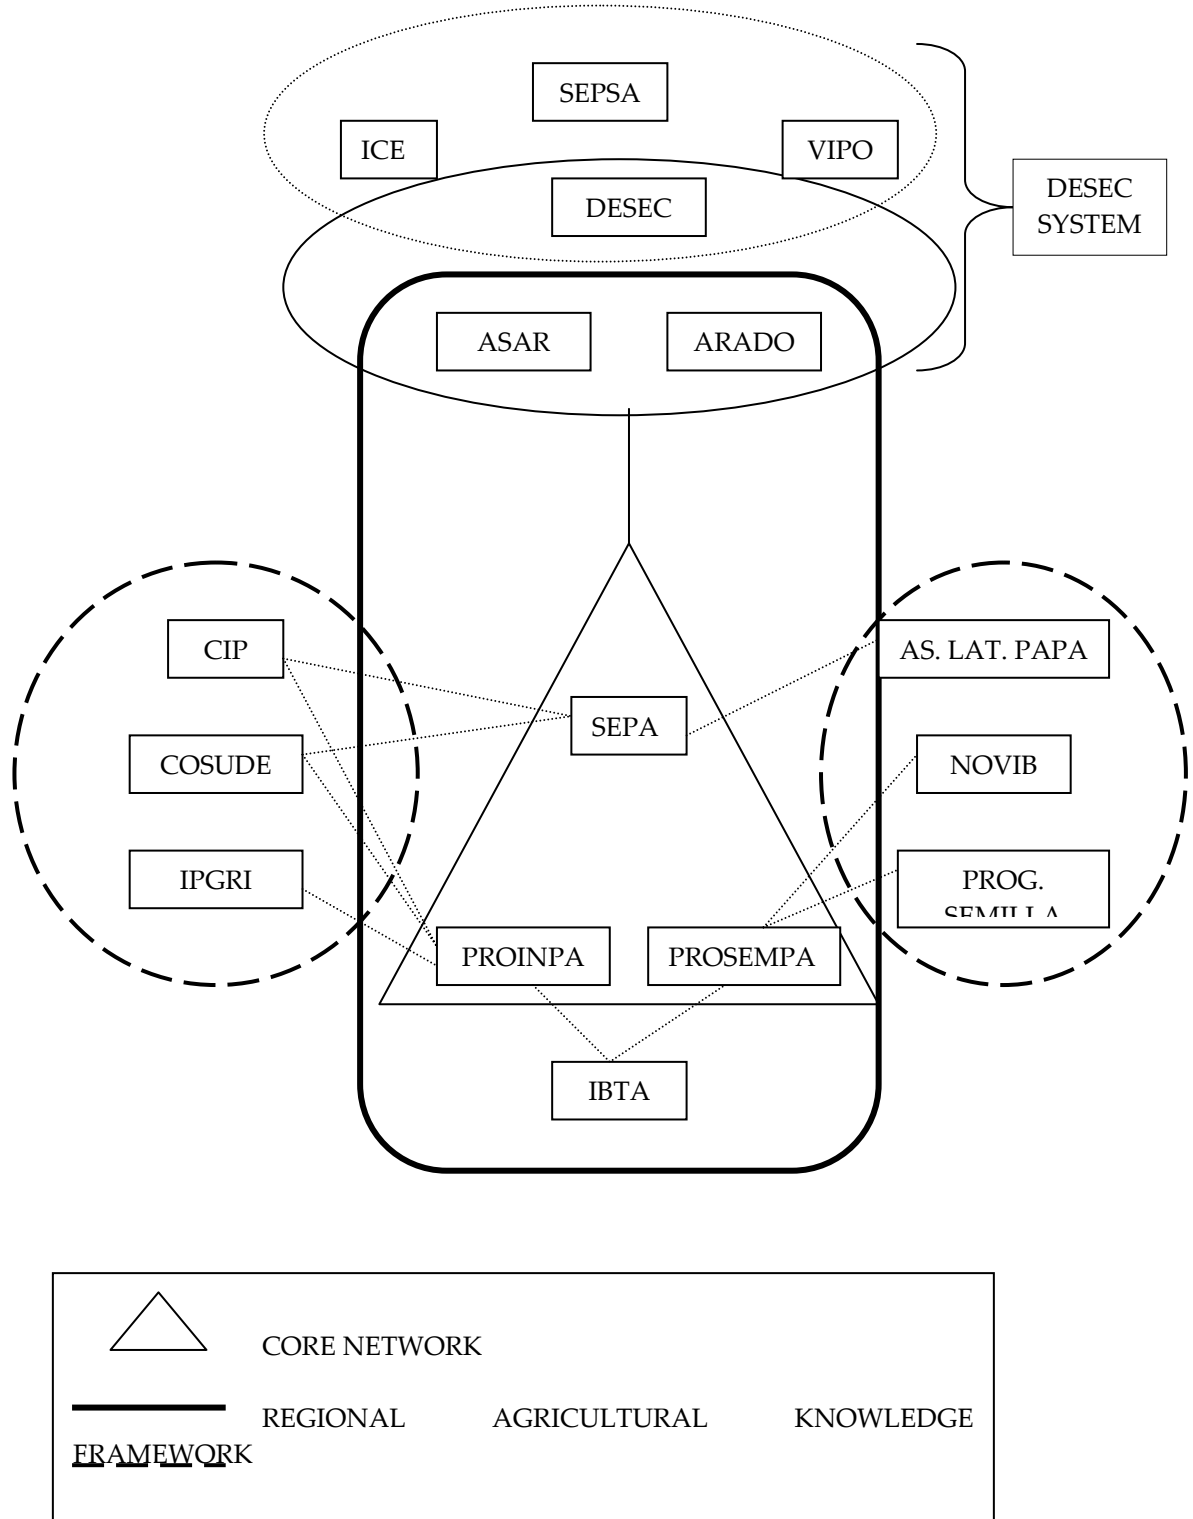 SEPSA
ICE
VIPO
DESEC
DESEC
SYSTEM
ASAR
ARADO
CIP
AS. LAT. PAPA
SEPA
COSUDE
NOVIB
IPGRI
PROG.
SEMILLA
PROINPA
PROSEMPA
IBTA
CORE NETWORK
REGIONAL AGRICULTURAL KNOWLEDGE
FRAMEWORK